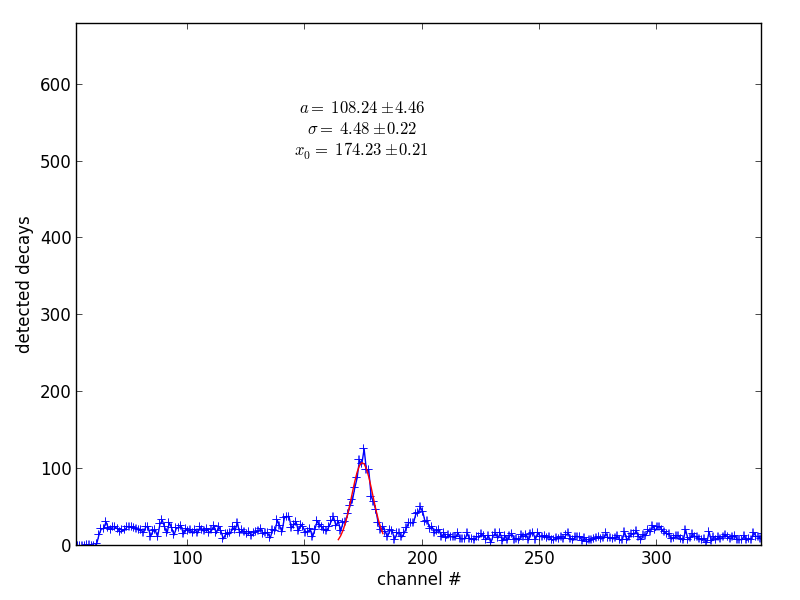 600
500
400
300
200
100
0
detected decays
a = 108.24 ±4.46
σ = 4.48 ±0.22
x₀ = 174.23 ±0.21
100 150 200 250 300
channel #